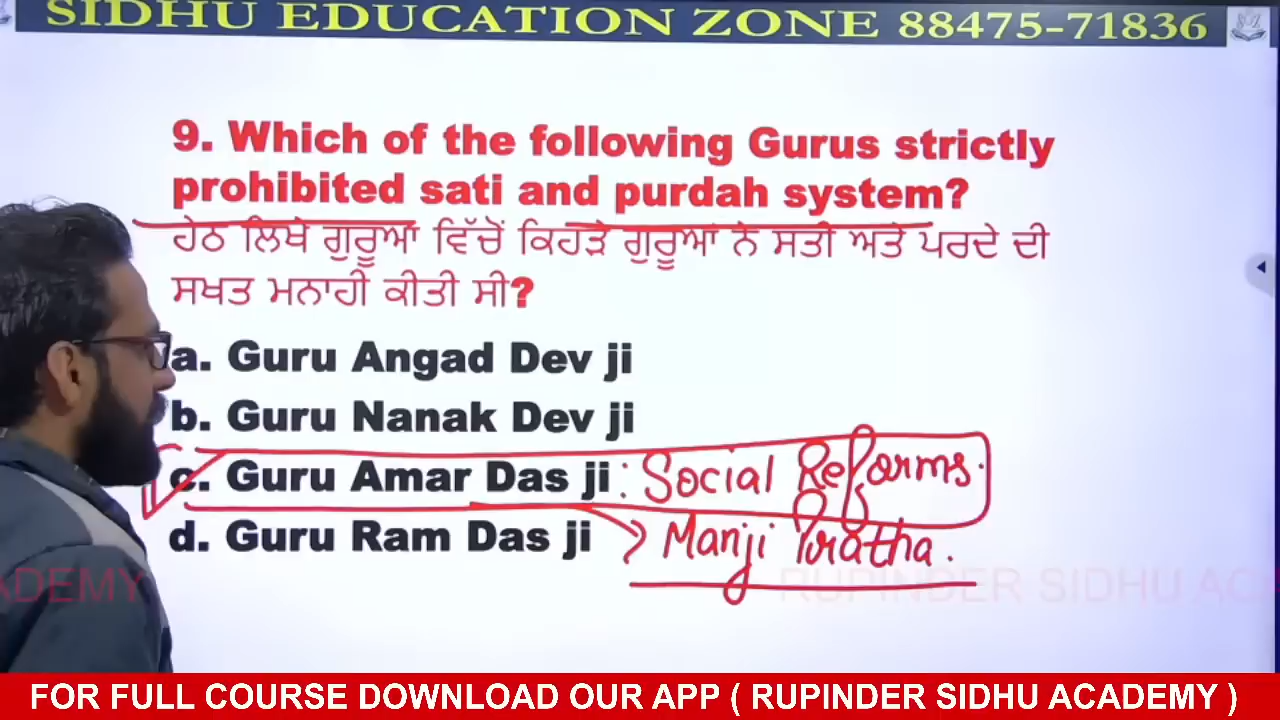 SIDHU EDUCATION ZONE 88475-71836
9. Which of the following Gurus strictly
prohibited sati and purdah system?
ਹੇਠ ਲਿਖੇ ਗੁਰੂਆਂ ਵਿੱਚੋਂ ਕਿਹੜੇ ਗੁਰੂਆਂ ਨੇ ਸਤੀ ਅਤੇ ਪਰਦੇ ਦੀ
ਸਖਤ ਮਨਾਹੀ ਕੀਤੀ ਸੀ?
a. Guru Angad Dev ji
b. Guru Nanak Dev ji
c. Guru Amar Das ji : Social Reforms.
d. Guru Ram Das ji
Manji Pratha.
ACADEMY
RUPINDER SIDHU ACA
FOR FULL COURSE DOWNLOAD OUR APP ( RUPINDER SIDHU ACADEMY )